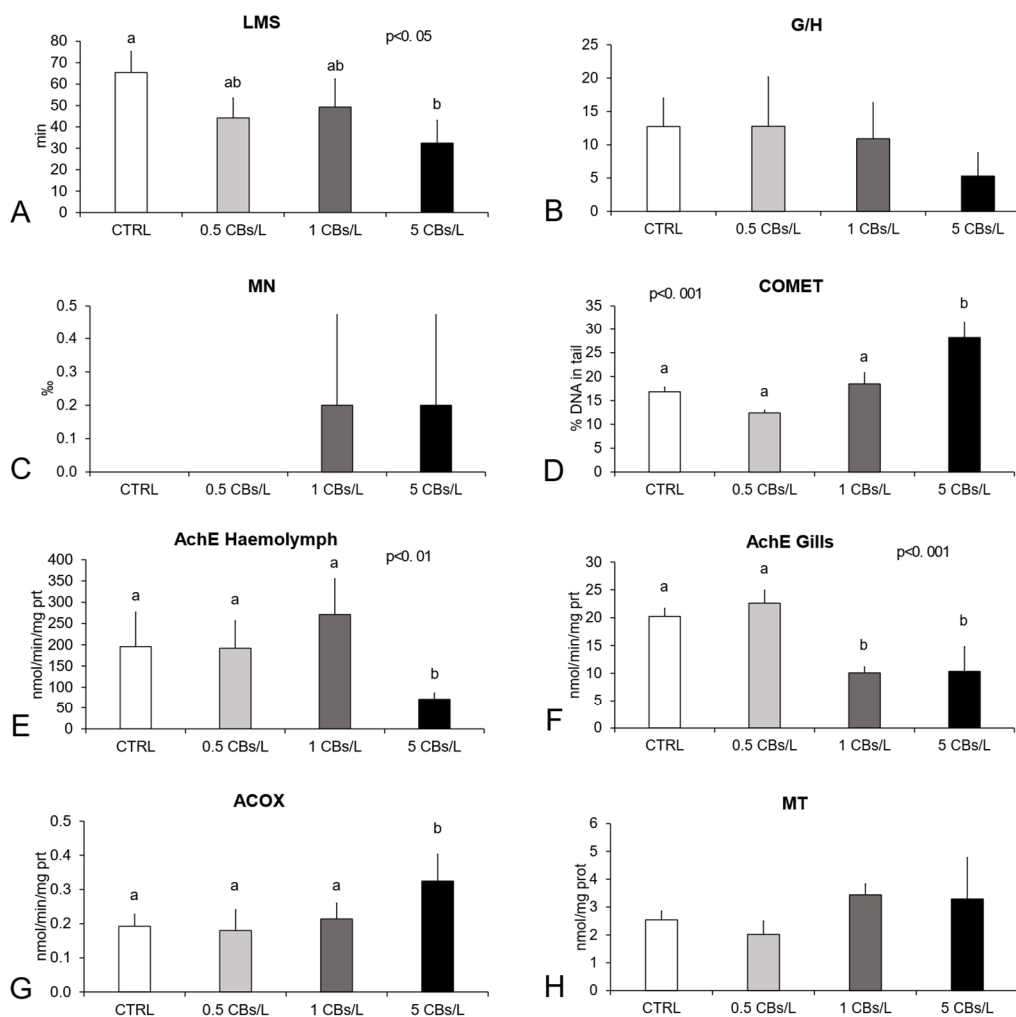 LMS
p<0. 05
80
70
60
50
40
30
20
10
0
min
a
ab
ab
b
CTRL
0.5 CBs/L
1 CBs/L
5 CBs/L
A
G/H
25
20
15
10
5
0
CTRL
0.5 CBs/L
1 CBs/L
5 CBs/L
B
MN
0.5
0.4
0.3
0.2
0.1
0.0
‰
CTRL
0.5 CBs/L
1 CBs/L
5 CBs/L
C
COMET
p<0. 001
35
30
25
20
15
10
5
0
% DNA in tail
a
a
a
b
CTRL
0.5 CBs/L
1 CBs/L
5 CBs/L
D
AchE Haemolymph
p<0. 01
400
350
300
250
200
150
100
50
0
nmol/min/mg prt
a
a
a
b
CTRL
0.5 CBs/L
1 CBs/L
5 CBs/L
E
AchE Gills
p<0. 001
30
25
20
15
10
5
0
nmol/min/mg prt
a
a
b
b
CTRL
0.5 CBs/L
1 CBs/L
5 CBs/L
F
ACOX
0.5
0.4
0.3
0.2
0.1
0.0
nmol/min/mg prt
a
a
a
b
CTRL
0.5 CBs/L
1 CBs/L
5 CBs/L
G
MT
6
5
4
3
2
1
0
nmol/mg prot
CTRL
0.5 CBs/L
1 CBs/L
5 CBs/L
H